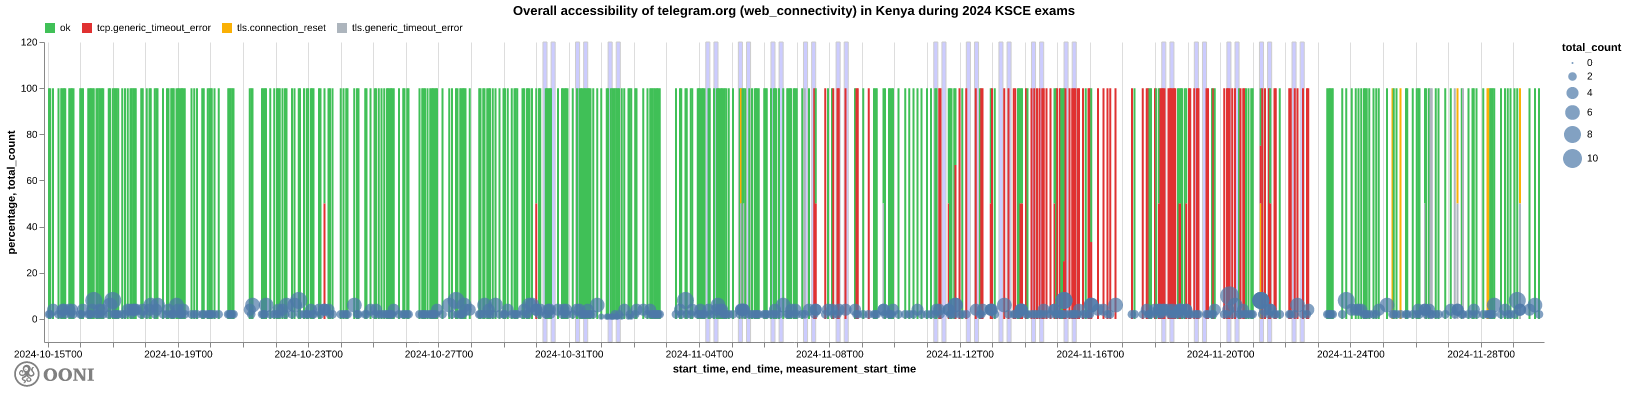 Overall accessibility of telegram.org (web_connectivity) in Kenya during 2024 KSCE exams
ok tcp.generic_timeout_error tls.connection_reset tls.generic_timeout_error
total_count
0
2
4
6
8
10
percentage, total_count
120
100
80
60
40
20
0
2024-10-15T00 2024-10-19T00 2024-10-23T00 2024-10-27T00 2024-10-31T00 2024-11-04T00 2024-11-08T00 2024-11-12T00 2024-11-16T00 2024-11-20T00 2024-11-24T00 2024-11-28T00
start_time, end_time, measurement_start_time
OONI